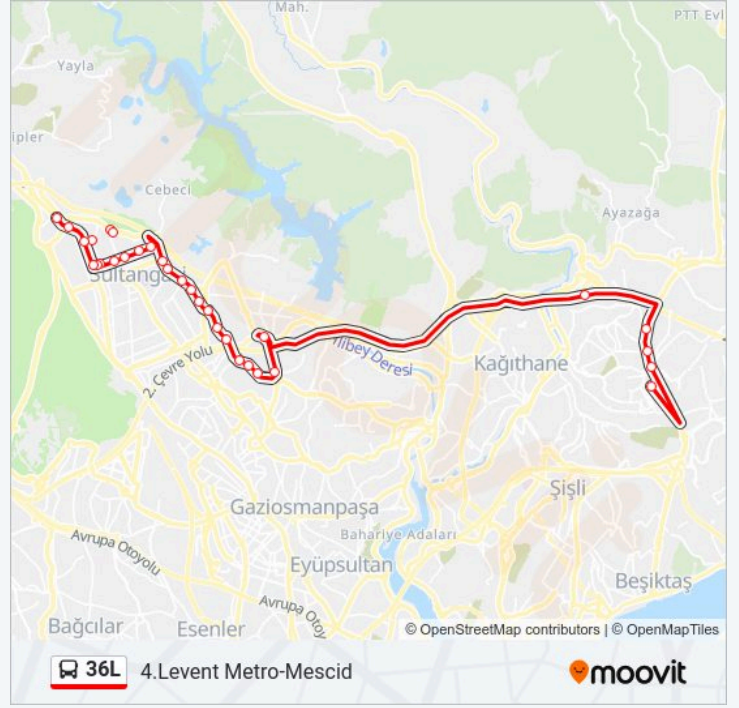 Mah.
PTT Evl
Yayla
ipler
Cebeci
Ayazağa
Sultangazi
2. Çevre Yolu
libey Deresi
Kağıthane
Şişli
Gaziosmanpaşa
Bahariye Adaları
Avrupa Otoyolu
Eyüpsultan
Beşiktaş
Avrupa Otoy
Bağcılar
Esenler
© OpenStreetMap contributors | © OpenMapTiles
36L
4.Levent Metro-Mescid
moovit